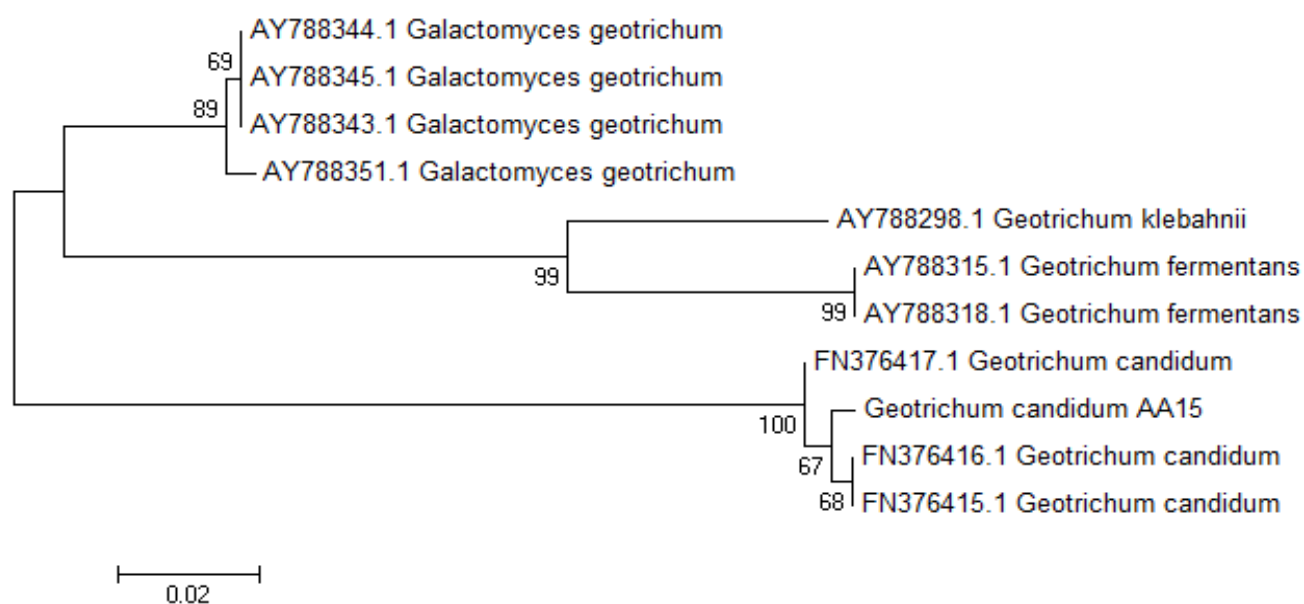 AY788344.1 Galactomyces geotrichum
69
AY788345.1 Galactomyces geotrichum
89
AY788343.1 Galactomyces geotrichum
AY788351.1 Galactomyces geotrichum
AY788298.1 Geotrichum klebahnii
99
AY788315.1 Geotrichum fermentans
99
AY788318.1 Geotrichum fermentans
FN376417.1 Geotrichum candidum
100
Geotrichum candidum AA15
67
FN376416.1 Geotrichum candidum
68
FN376415.1 Geotrichum candidum
0.02